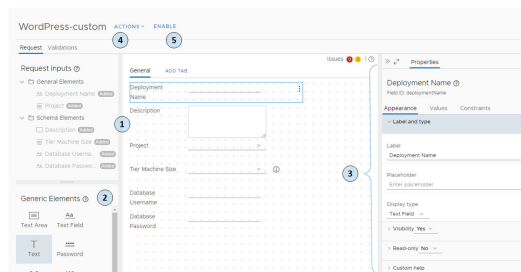 WordPress-custom ACTIONS ENABLE
4 5
Request Validations
Issues 0 0
Request Inputs
General Elements
Deployment Name Added
Project Added
Schema Elements
Description Added
Tier Machine Size Added
Database Userna... Added
Database Passwo... Added
Generic Elements 2
Text Area Text Field
Text Password
General ADD TAB
Deployment Name
1
Description
Project
Tier Machine Size
Database Username
Database Password
3
Properties
Deployment Name
Field ID: deploymentName
Appearance Values Constraints
Label and type
Label
Deployment Name
Placeholder
Enter placeholder
Display type
Text Field
Visibility Yes
Read-only No
Custom help